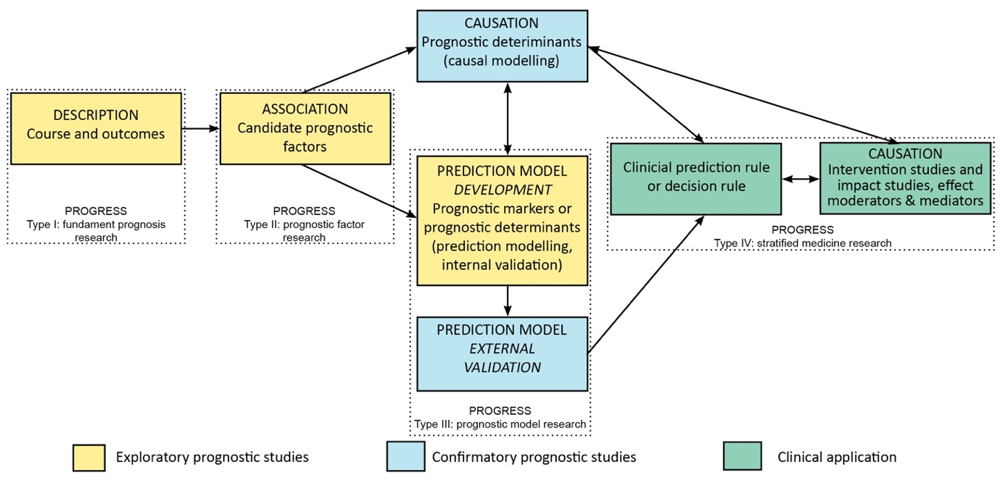 CAUSATION
Prognostic deteriminants
(causal modelling)
DESCRIPTION
Course and outcomes
PROGRESS
Type I: fundament prognosis
research
ASSOCIATION
Candidate prognostic
factors
PROGRESS
Type II: prognostic factor
research
PREDICTION MODEL
DEVELOPMENT
Prognostic markers or
prognostic determinants
(prediction modelling,
internal validation)
PREDICTION MODEL
EXTERNAL
VALIDATION
PROGRESS
Type III: prognostic model research
Clinicial prediction rule
or decision rule
CAUSATION
Intervention studies and
impact studies, effect
moderators & mediators
PROGRESS
Type IV: stratified medicine research
Exploratory prognostic studies
Confirmatory prognostic studies
Clinical application